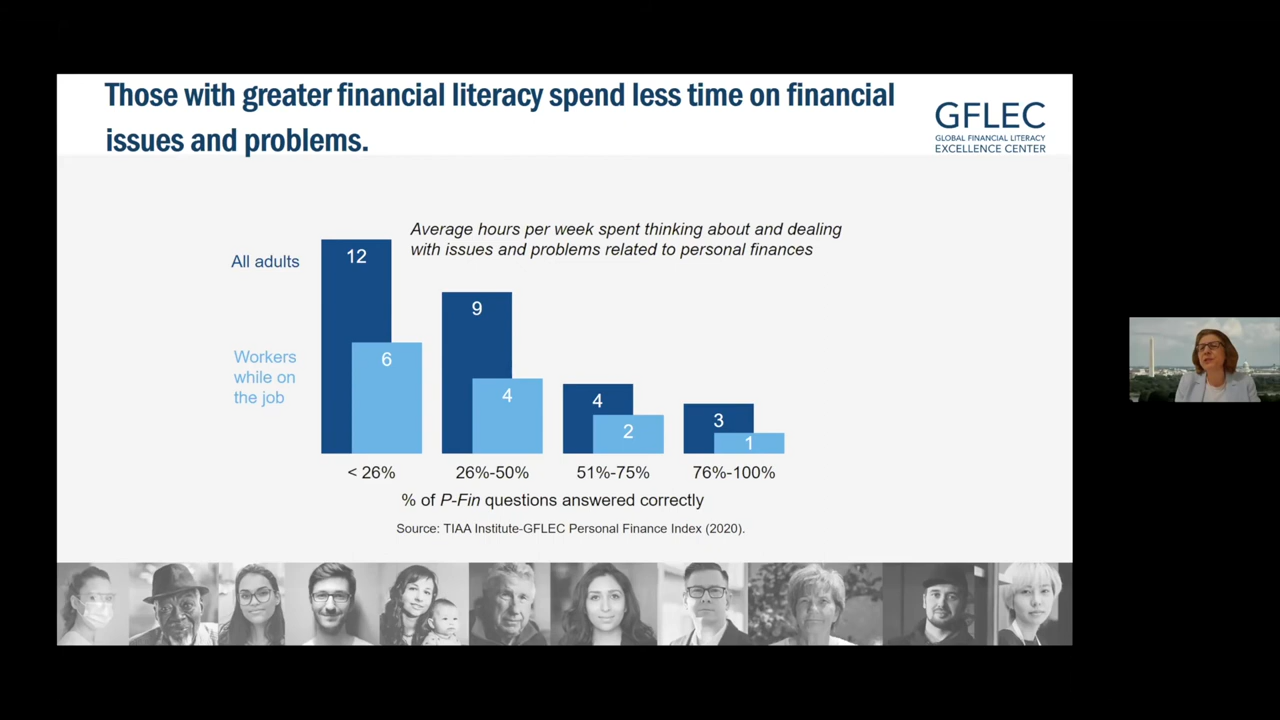 Those with greater financial literacy spend less time on financial
issues and problems.
GFLEC
GLOBAL FINANCIAL LITERACY
EXCELLENCE CENTER
Average hours per week spent thinking about and dealing
with issues and problems related to personal finances
All adults
Workers
while on
the job
12
6
9
4
4
2
3
1
< 26%
26%-50%
51%-75%
76%-100%
% of P-Fin questions answered correctly
Source: TIAA Institute-GFLEC Personal Finance Index (2020).